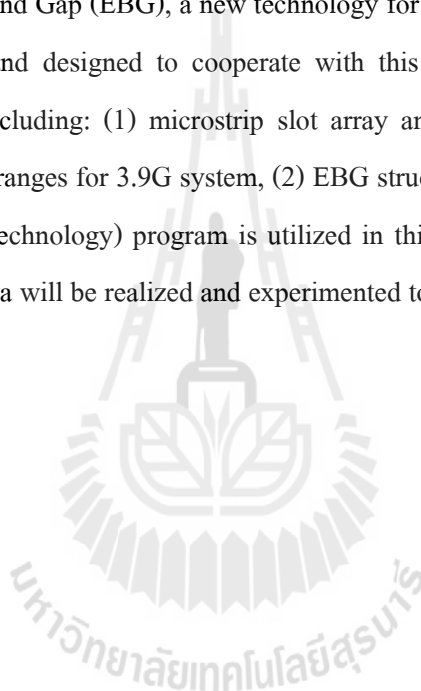 nd Gap (EBG), a new technology for
nd designed to cooperate with this
cluding: (1) microstrip slot array an
ranges for 3.9G system, (2) EBG struc
echnology) program is utilized in thi
a will be realized and experimented to
มหาวิทยาลัยเทคโนโลยีสุรนารี